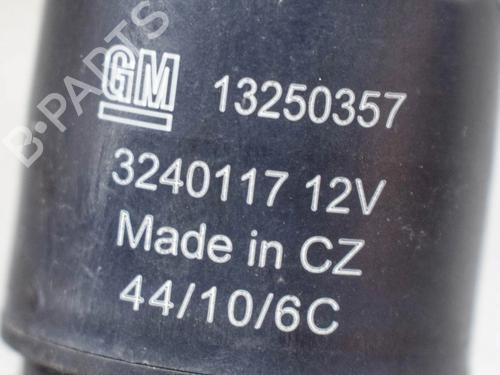 B-PARTS
GM 13250357
3240117 12V
Made in CZ
44/10/6C